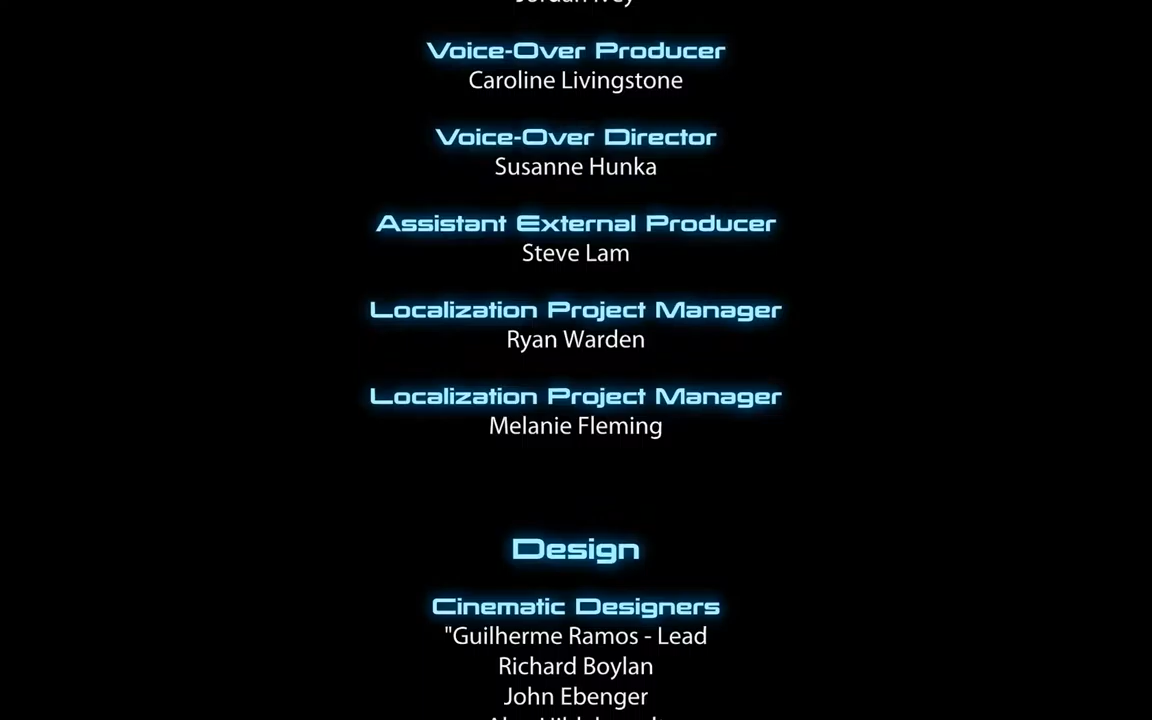 Voice-Over Producer
Caroline Livingstone
Voice-Over Director
Susanne Hunka
Assistant External Producer
Steve Lam
Localization Project Manager
Ryan Warden
Localization Project Manager
Melanie Fleming
Design
Cinematic Designers
"Guilherme Ramos - Lead
Richard Boylan
John Ebenger